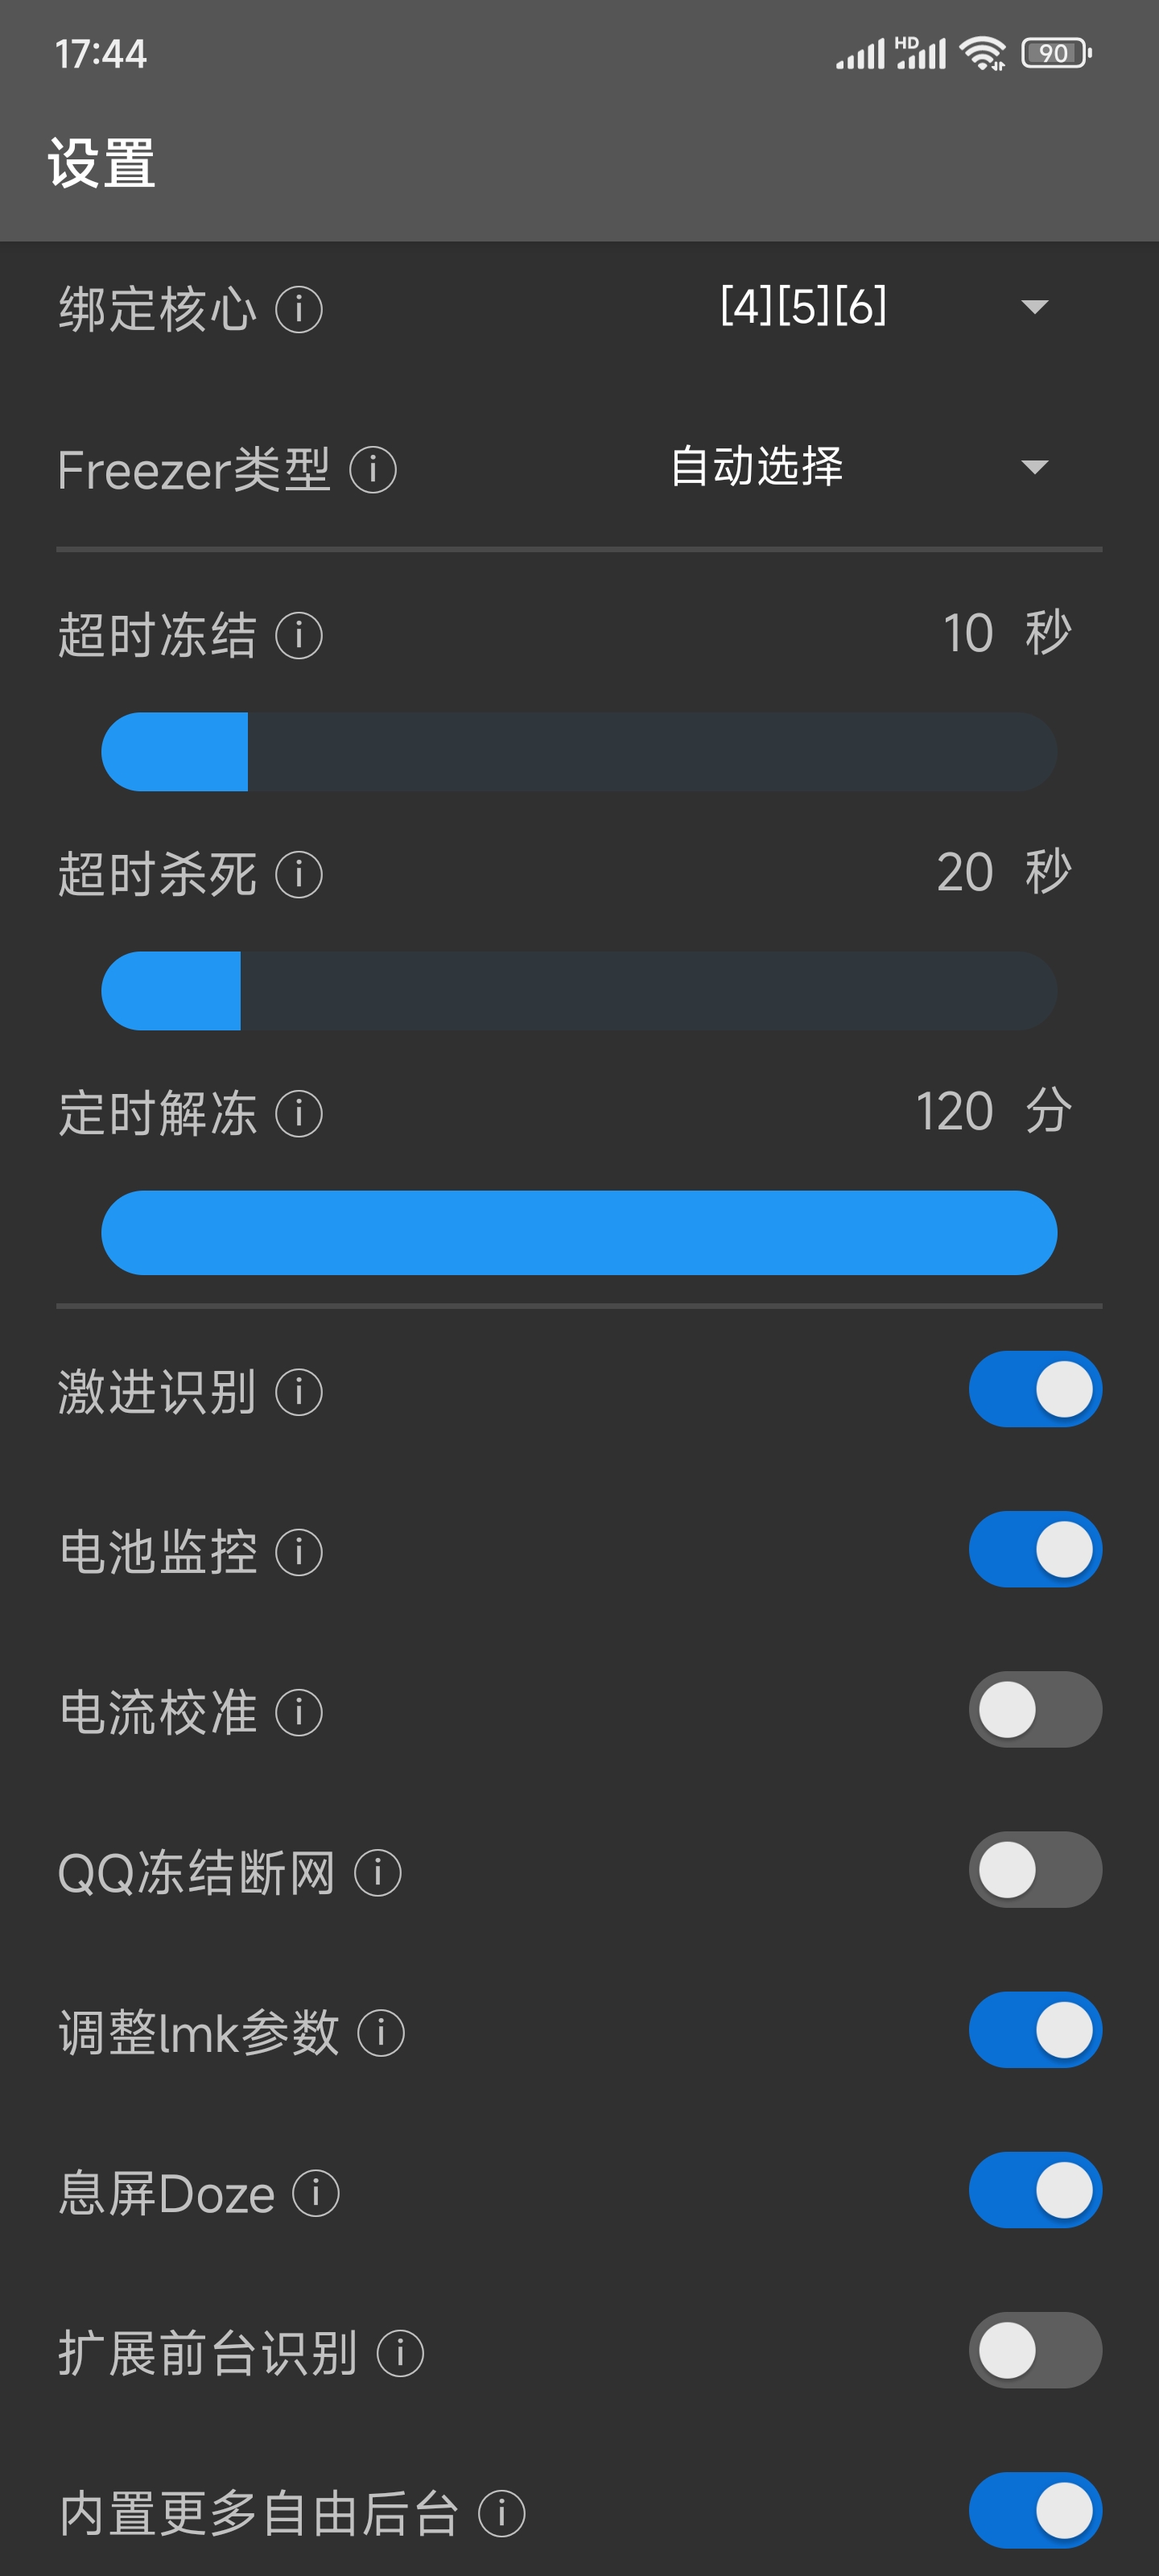 17:44 HD 90
设置
绑定核心 [4][5][6]
Freezer类型 自动选择
超时冻结 10 秒
超时杀死 20 秒
定时解冻 120 分
激进识别
电池监控
电流校准
QQ冻结断网
调整lmk参数
息屏Doze
扩展前台识别
内置更多自由后台